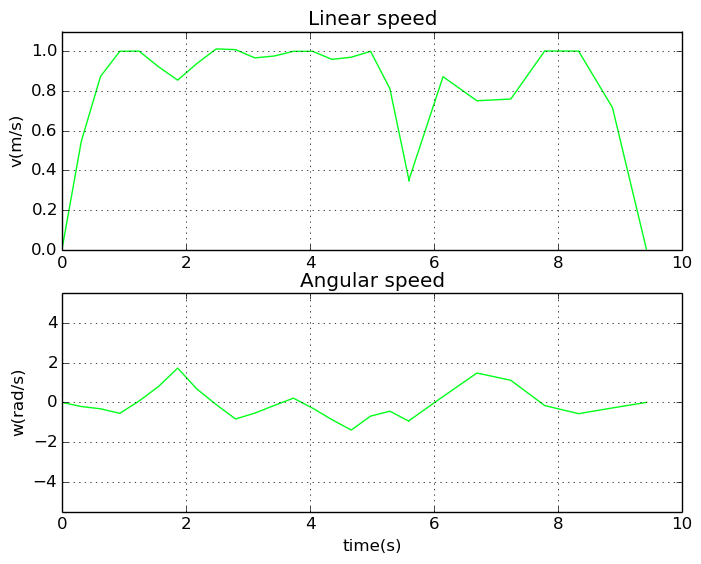 Linear speed
v(m/s)
1.0
0.8
0.6
0.4
0.2
0.0
0 2 4 6 8 10
Angular speed
w(rad/s)
4
2
0
−2
−4
0 2 4 6 8 10
time(s)